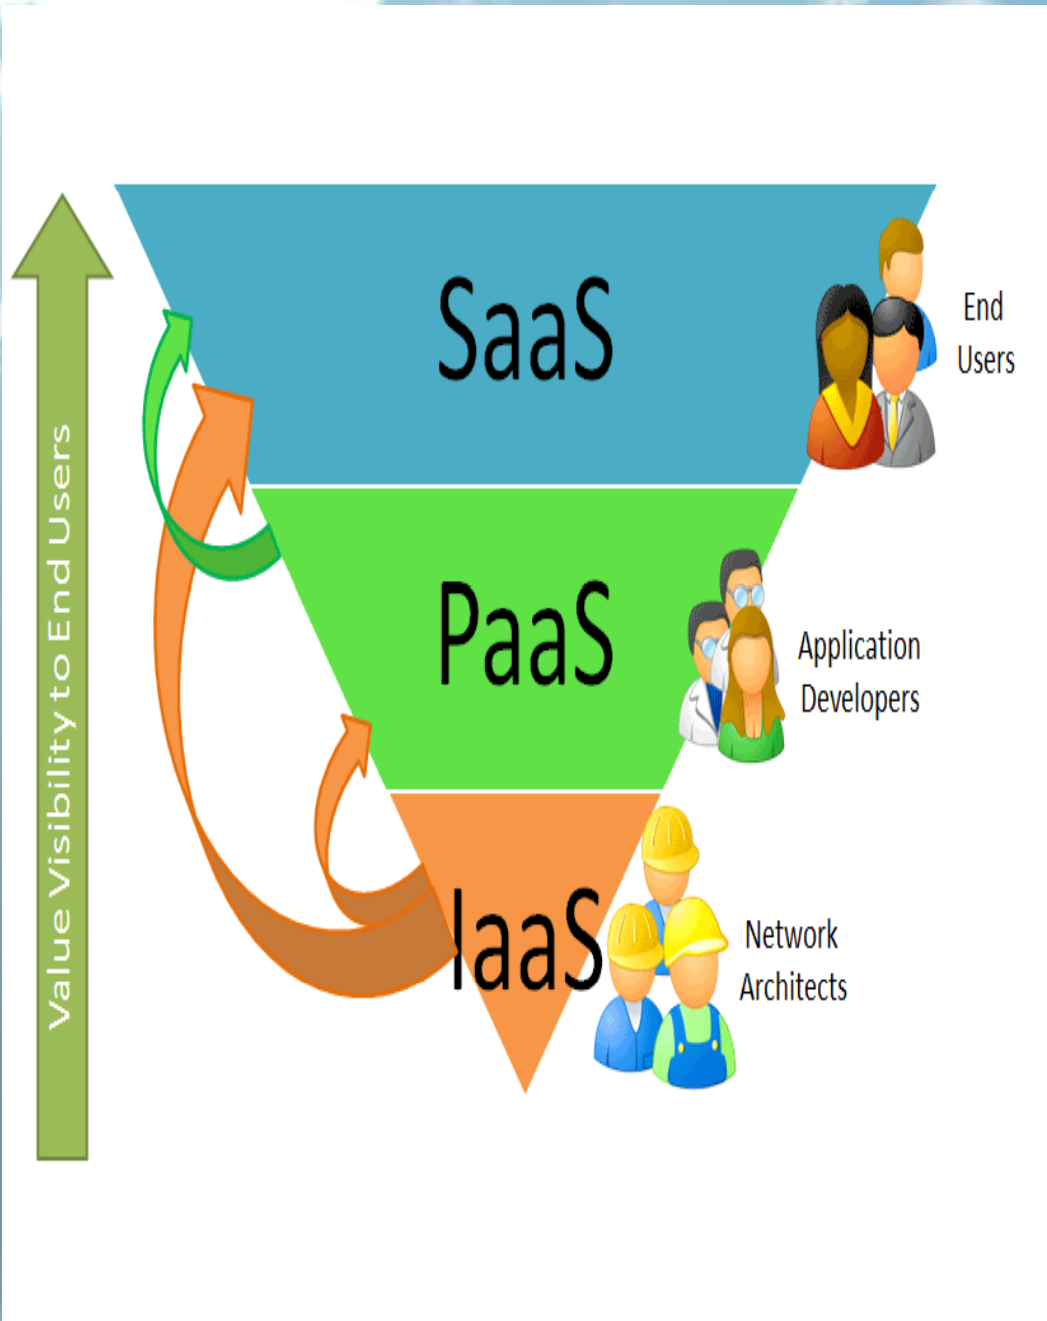 Value Visibility to End Users
SaaS
End
Users
PaaS
Application
Developers
IaaS
Network
Architects